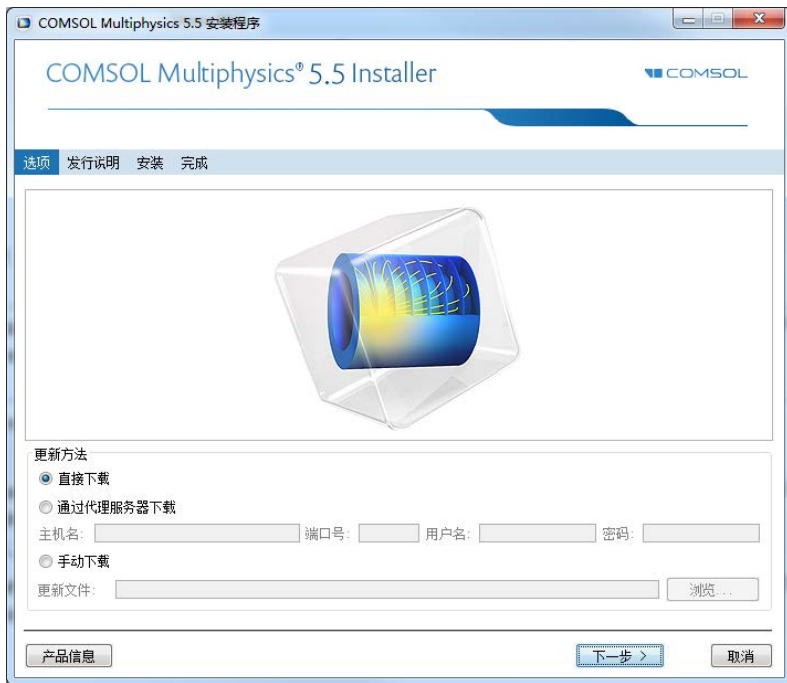 COMSOL Multiphysics 5.5 安装程序
COMSOL Multiphysics® 5.5 Installer
COMSOL
选项 发行说明 安装 完成
更新方法
直接下载
通过代理服务器下载
主机名: 端口号: 用户名: 密码:
手动下载
更新文件: 浏览...
产品信息 下一步 > 取消